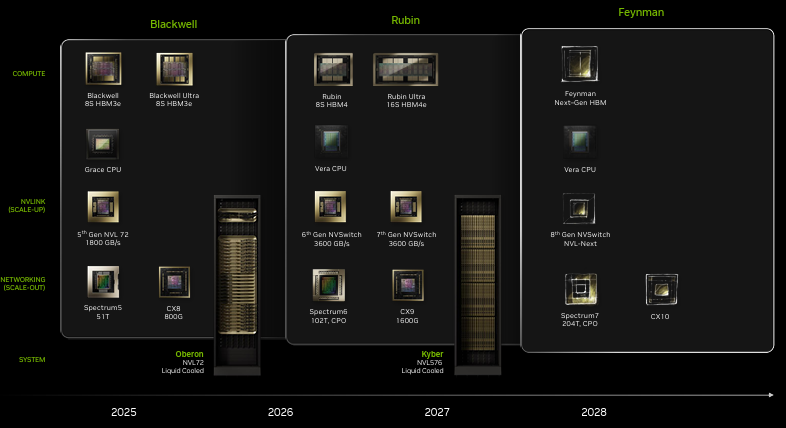 Blackwell
Rubin
Feynman
COMPUTE
Blackwell
8S HBM3e
Blackwell Ultra
8S HBM3e
Rubin
8S HBM4
Rubin Ultra
16S HBM4e
Feynman
Next-Gen HBM
Grace CPU
Vera CPU
Vera CPU
NVLINK
(SCALE-UP)
5th Gen NVL 72
1800 GB/s
6th Gen NVSwitch
3600 GB/s
7th Gen NVSwitch
3600 GB/s
8th Gen NVSwitch
NVL-Next
NETWORKING
(SCALE-OUT)
Spectrum5
51T
CX8
800G
Spectrum6
102T, CPO
CX9
1600G
Spectrum7
204T, CPO
CX10
SYSTEM
Oberon
NVL72
Liquid Cooled
Kyber
NVL576
Liquid Cooled
2025
2026
2027
2028